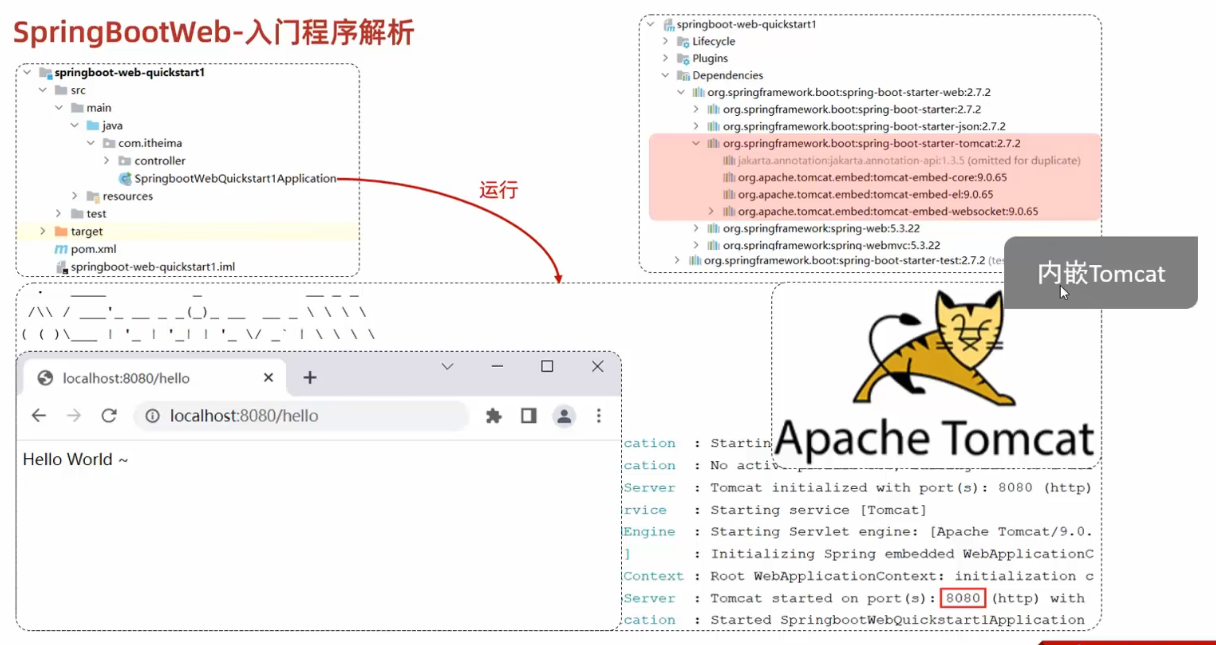 SpringBootWeb-入门程序解析
springboot-web-quickstart1
src
main
java
com.itheima
controller
SpringbootWebQuickstart1Application
resources
test
target
pom.xml
springboot-web-quickstart1.iml
运行
springboot-web-quickstart1
Lifecycle
Plugins
Dependencies
org.springframework.boot:spring-boot-starter-web:2.7.2
org.springframework.boot:spring-boot-starter:2.7.2
org.springframework.boot:spring-boot-starter-json:2.7.2
org.springframework.boot:spring-boot-starter-tomcat:2.7.2
jakarta.annotation:jakarta.annotation-api:1.3.5 (omitted for duplicate)
org.apache.tomcat.embed:tomcat-embed-core:9.0.65
org.apache.tomcat.embed:tomcat-embed-el:9.0.65
org.apache.tomcat.embed:tomcat-embed-websocket:9.0.65
org.springframework:spring-web:5.3.22
org.springframework:spring-webmvc:5.3.22
org.springframework.boot:spring-boot-starter-test:2.7.2
内嵌Tomcat
localhost:8080/hello
localhost:8080/hello
Hello World ~
Apache Tomcat
cation : Starting
cation : No active
Server : Tomcat initialized with port(s): 8080 (http)
rvice : Starting service [Tomcat]
Engine : Starting Servlet engine: [Apache Tomcat/9.0.
] : Initializing Spring embedded WebApplicationC
Context : Root WebApplicationContext: initialization c
Server : Tomcat started on port(s): 8080 (http) with
cation : Started SpringbootWebQuickstart1Application